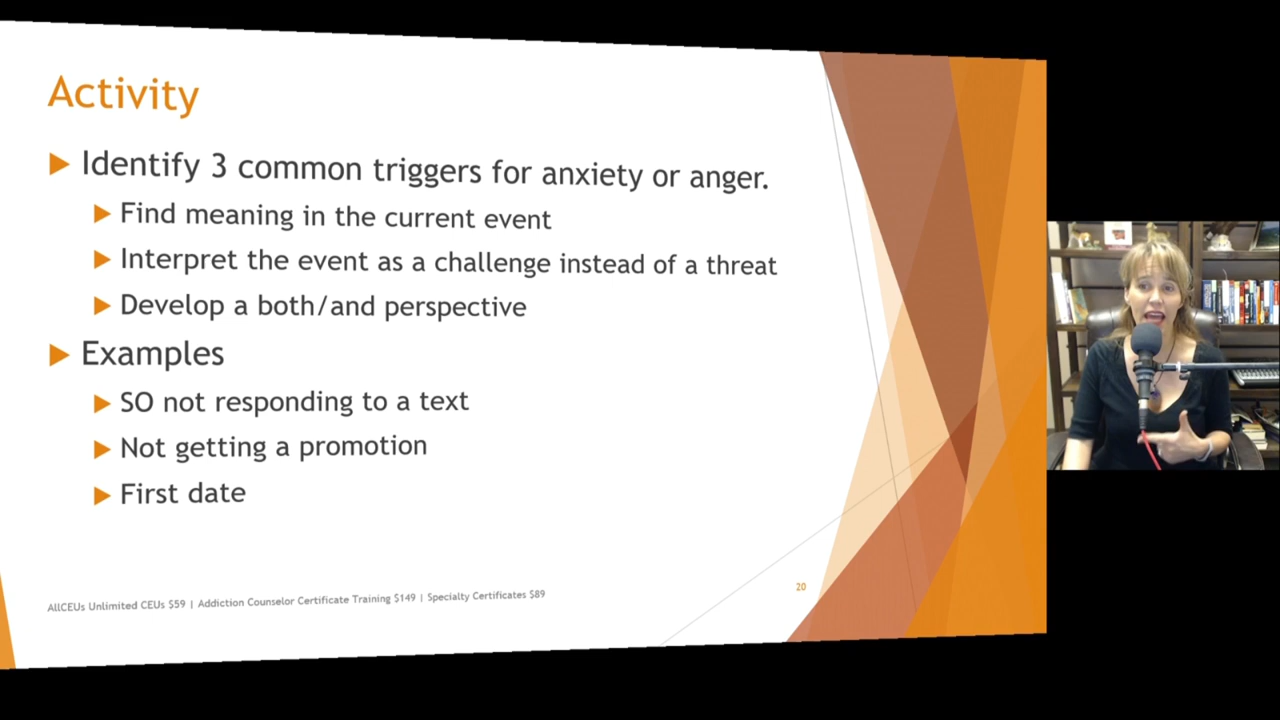 Activity
Identify 3 common triggers for anxiety or anger.
Find meaning in the current event
Interpret the event as a challenge instead of a threat
Develop a both/and perspective
Examples
SO not responding to a text
Not getting a promotion
First date
AllCEUs Unlimited CEUs $59 | Addiction Counselor Certificate Training $149 | Specialty Certificates $89
20